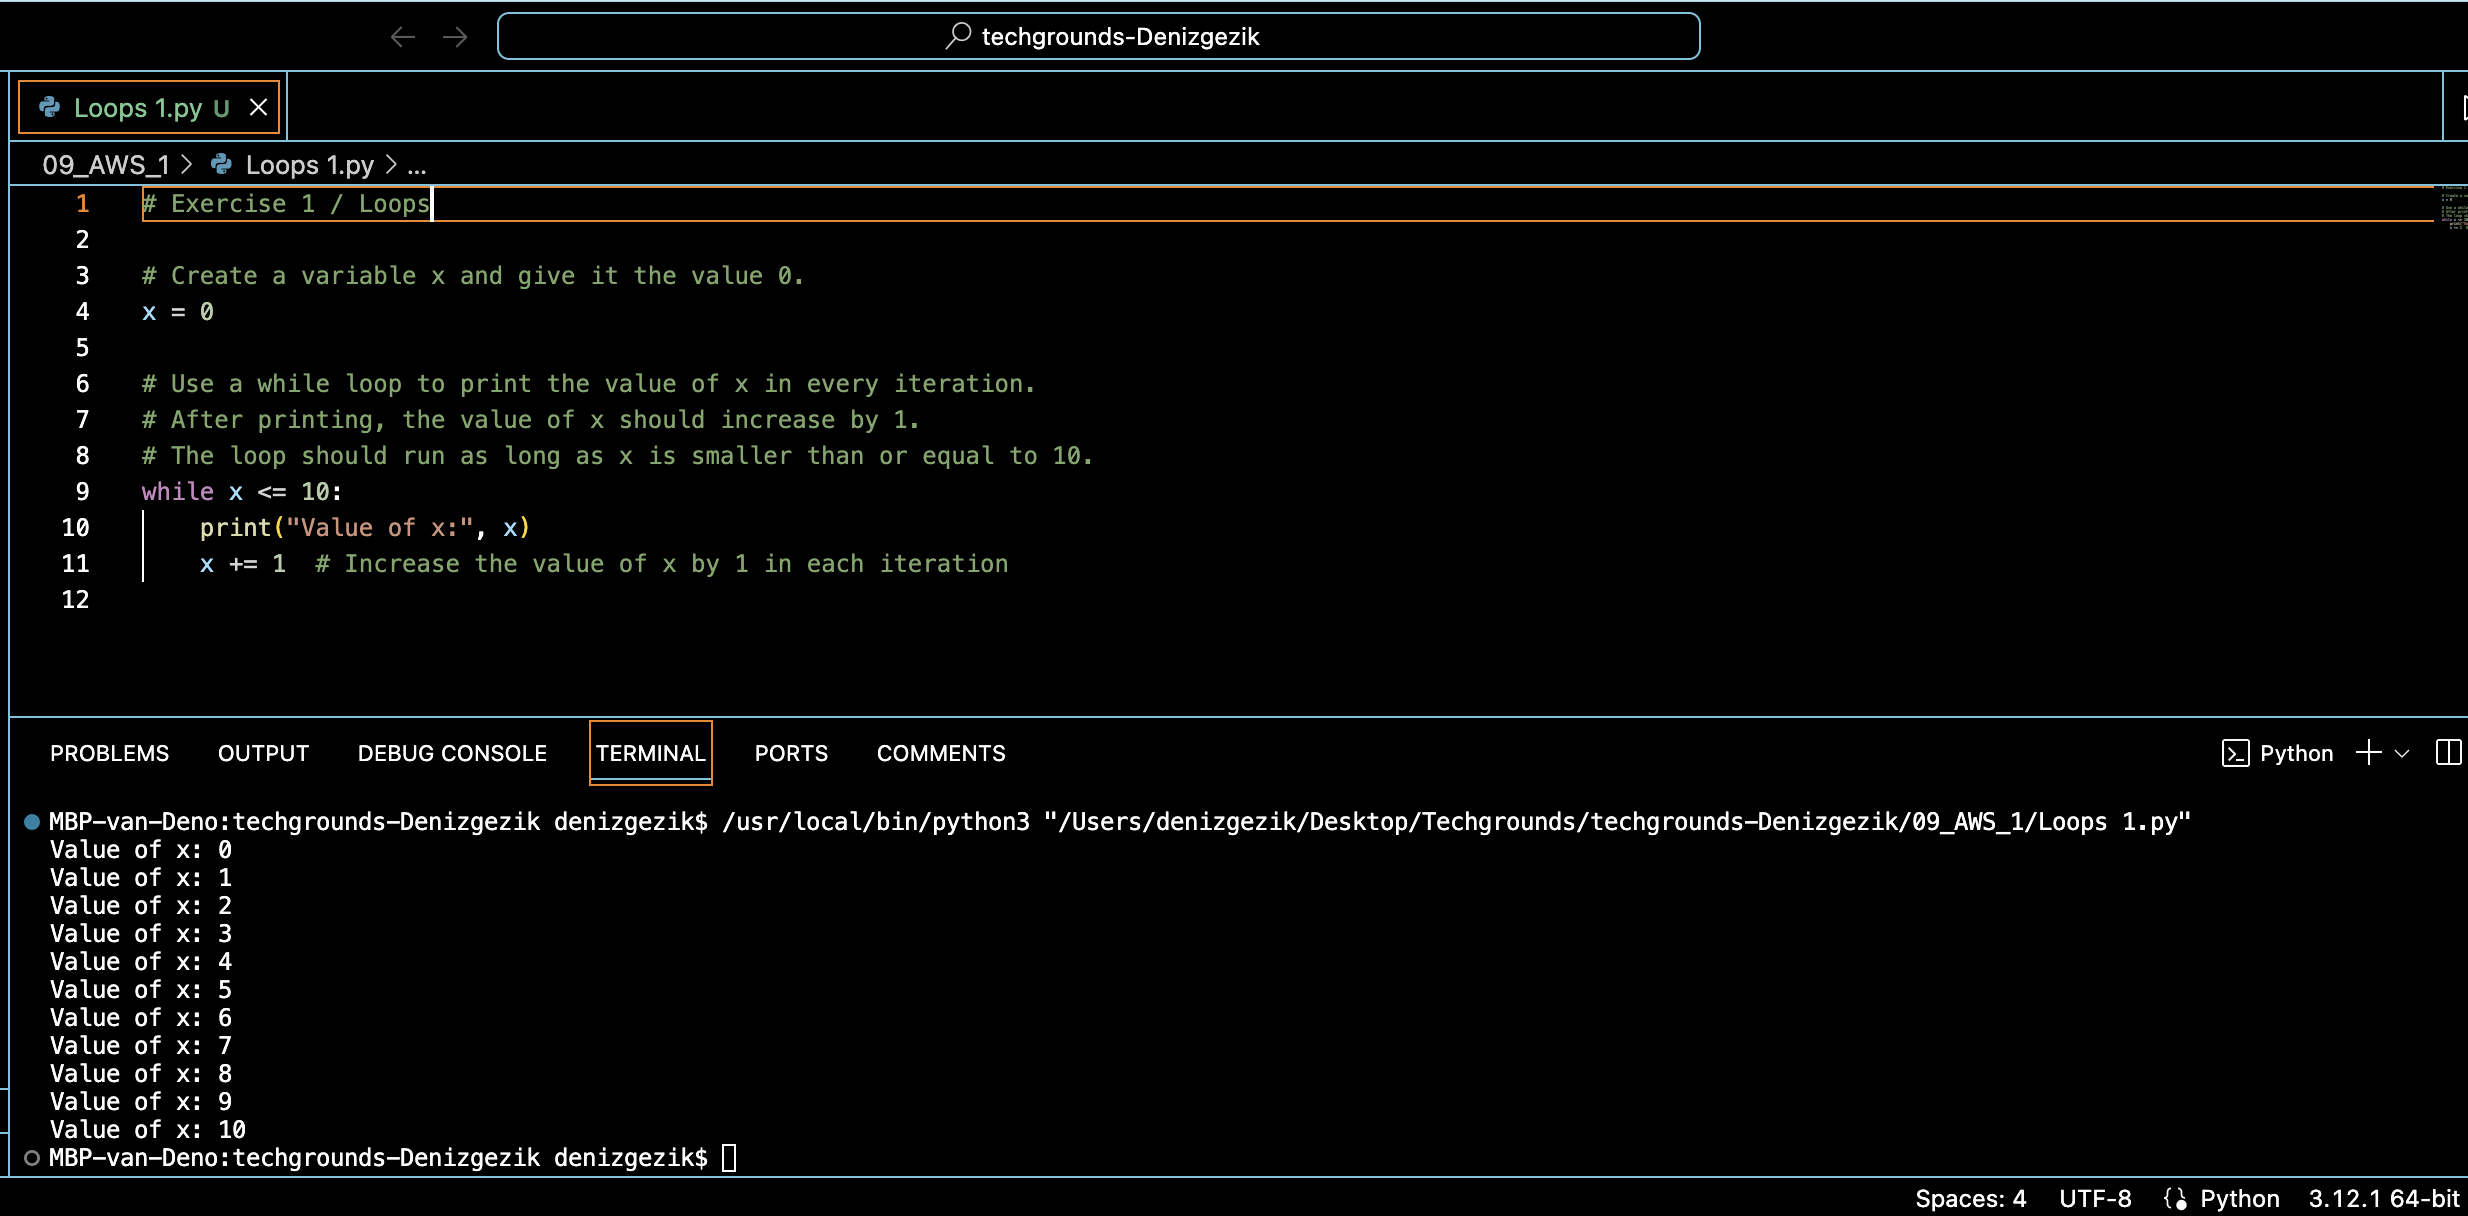 techgrounds-Denizgezik
Loops 1.py U
09_AWS_1 > Loops 1.py > ...
1 # Exercise 1 / Loops
2
3 # Create a variable x and give it the value 0.
4 x = 0
5
6 # Use a while loop to print the value of x in every iteration.
7 # After printing, the value of x should increase by 1.
8 # The loop should run as long as x is smaller than or equal to 10.
9 while x <= 10:
10     print("Value of x:", x)
11     x += 1  # Increase the value of x by 1 in each iteration
12
PROBLEMS OUTPUT DEBUG CONSOLE TERMINAL PORTS COMMENTS Python
MBP-van-Deno:techgrounds-Denizgezik denizgezik$ /usr/local/bin/python3 "/Users/denizgezik/Desktop/Techgrounds/techgrounds-Denizgezik/09_AWS_1/Loops 1.py"
Value of x: 0
Value of x: 1
Value of x: 2
Value of x: 3
Value of x: 4
Value of x: 5
Value of x: 6
Value of x: 7
Value of x: 8
Value of x: 9
Value of x: 10
MBP-van-Deno:techgrounds-Denizgezik denizgezik$
Spaces: 4 UTF-8 Python 3.12.1 64-bit